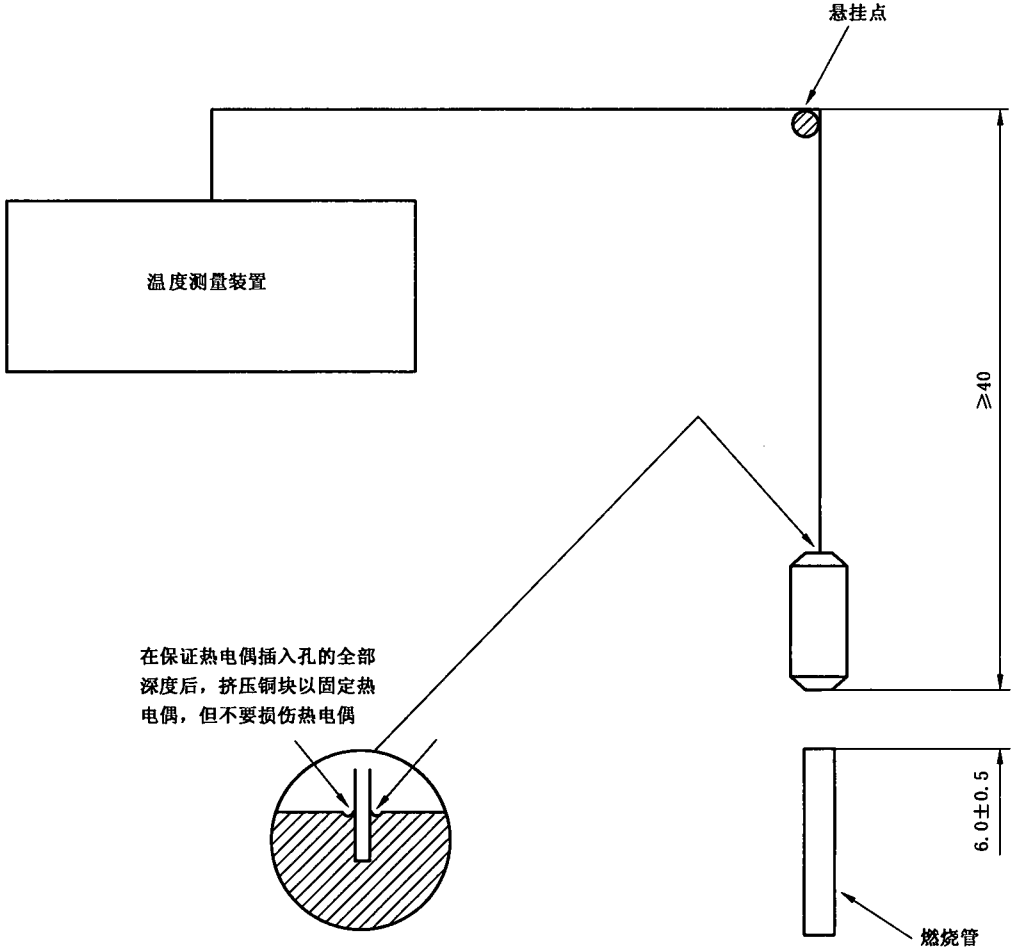 悬挂点
温度测量装置
≥40
在保证热电偶插入孔的全部
深度后，挤压铜块以固定热
电偶，但不要损伤热电偶
6.0±0.5
燃烧管